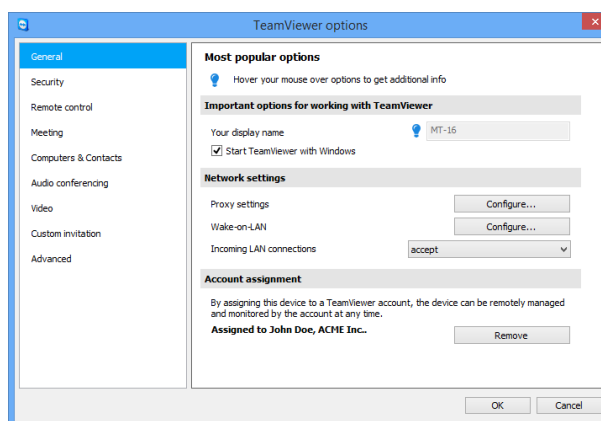 TeamViewer options
General
Security
Remote control
Meeting
Computers & Contacts
Audio conferencing
Video
Custom invitation
Advanced
Most popular options
Hover your mouse over options to get additional info
Important options for working with TeamViewer
Your display name
MT-16
Start TeamViewer with Windows
Network settings
Proxy settings
Configure...
Wake-on-LAN
Configure...
Incoming LAN connections
accept
Account assignment
By assigning this device to a TeamViewer account, the device can be remotely managed
and monitored by the account at any time.
Assigned to John Doe, ACME Inc..
Remove
OK
Cancel